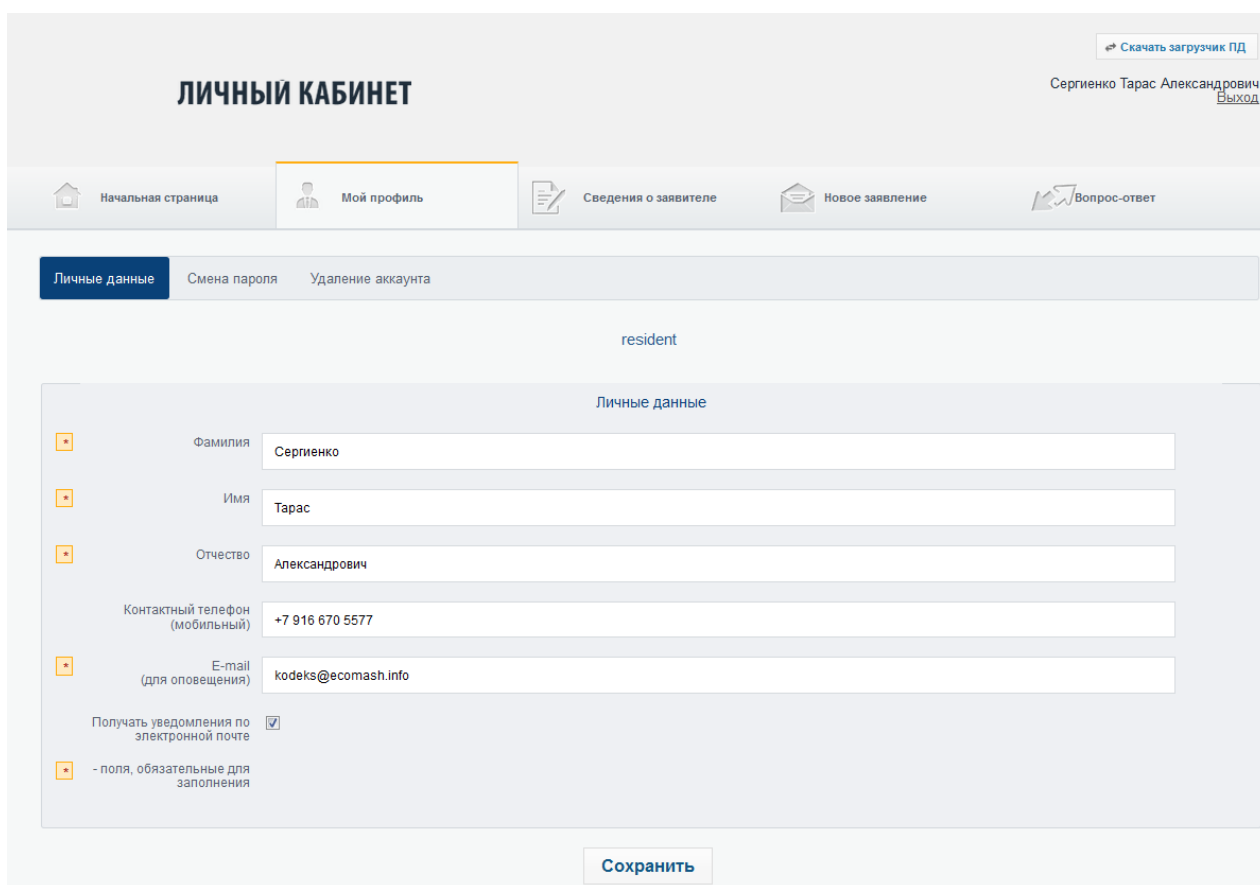 Скачать загрузчик ПД
ЛИЧНЫЙ КАБИНЕТ
Сергиенко Тарас Александрович
Выход
Начальная страница
Мой профиль
Сведения о заявителе
Новое заявление
Вопрос-ответ
Личные данные
Смена пароля
Удаление аккаунта
resident
Личные данные
* Фамилия
Сергиенко
* Имя
Тарас
* Отчество
Александрович
Контактный телефон
(мобильный)
+7 916 670 5577
* E-mail
(для оповещения)
kodeks@ecomash.info
Получать уведомления по
электронной почте
* - поля, обязательные для
заполнения
Сохранить